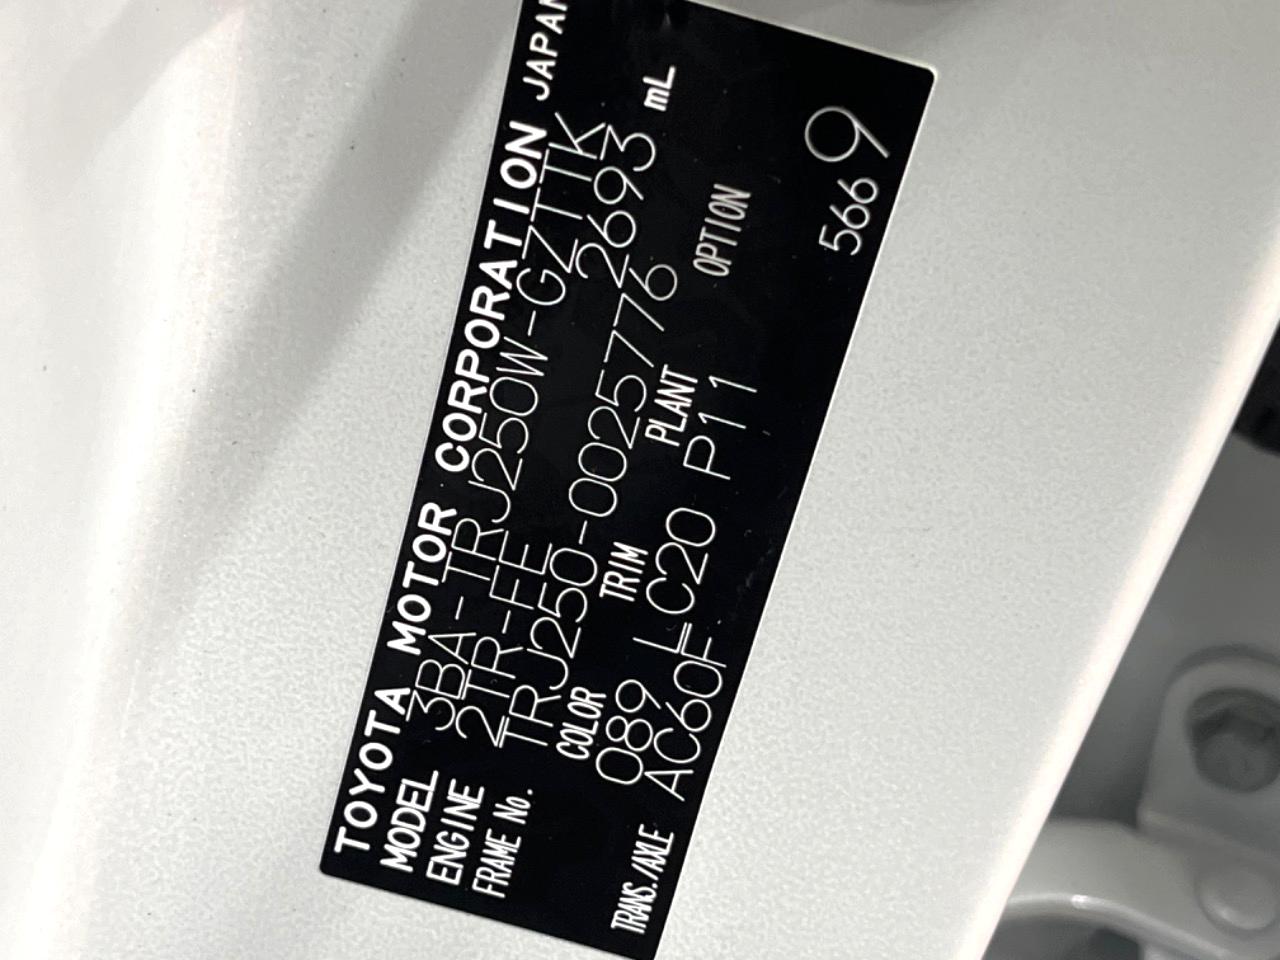 TOYOTA MOTOR CORPORATION JAPAN
MODEL 3BA-TRJ250W-GZTTK
ENGINE 2TR-FE 2693 mL
FRAME No. TRJ250-0025776
COLOR TRIM PLANT OPTION
089 LC20 P11
TRANS./AXLE AC60F
566 9